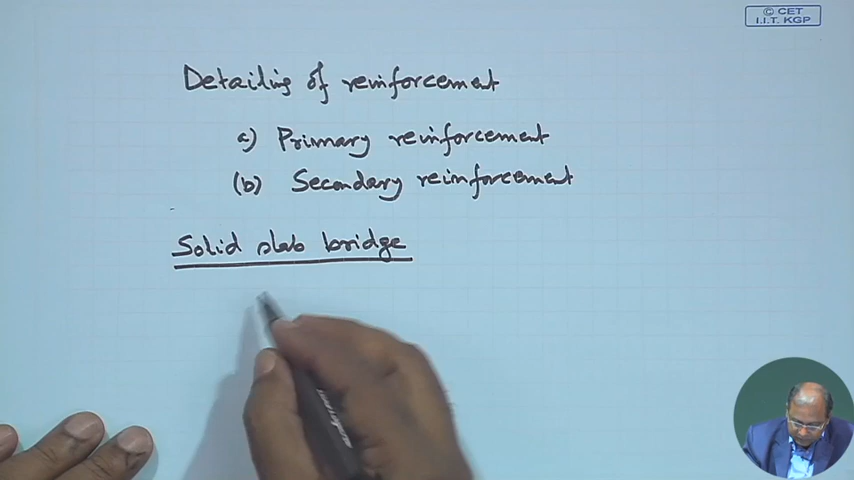 © CET
I.I.T. KGP
Detailing of reinforcement
a) Primary reinforcement
(b) Secondary reinforcement
Solid slab bridge